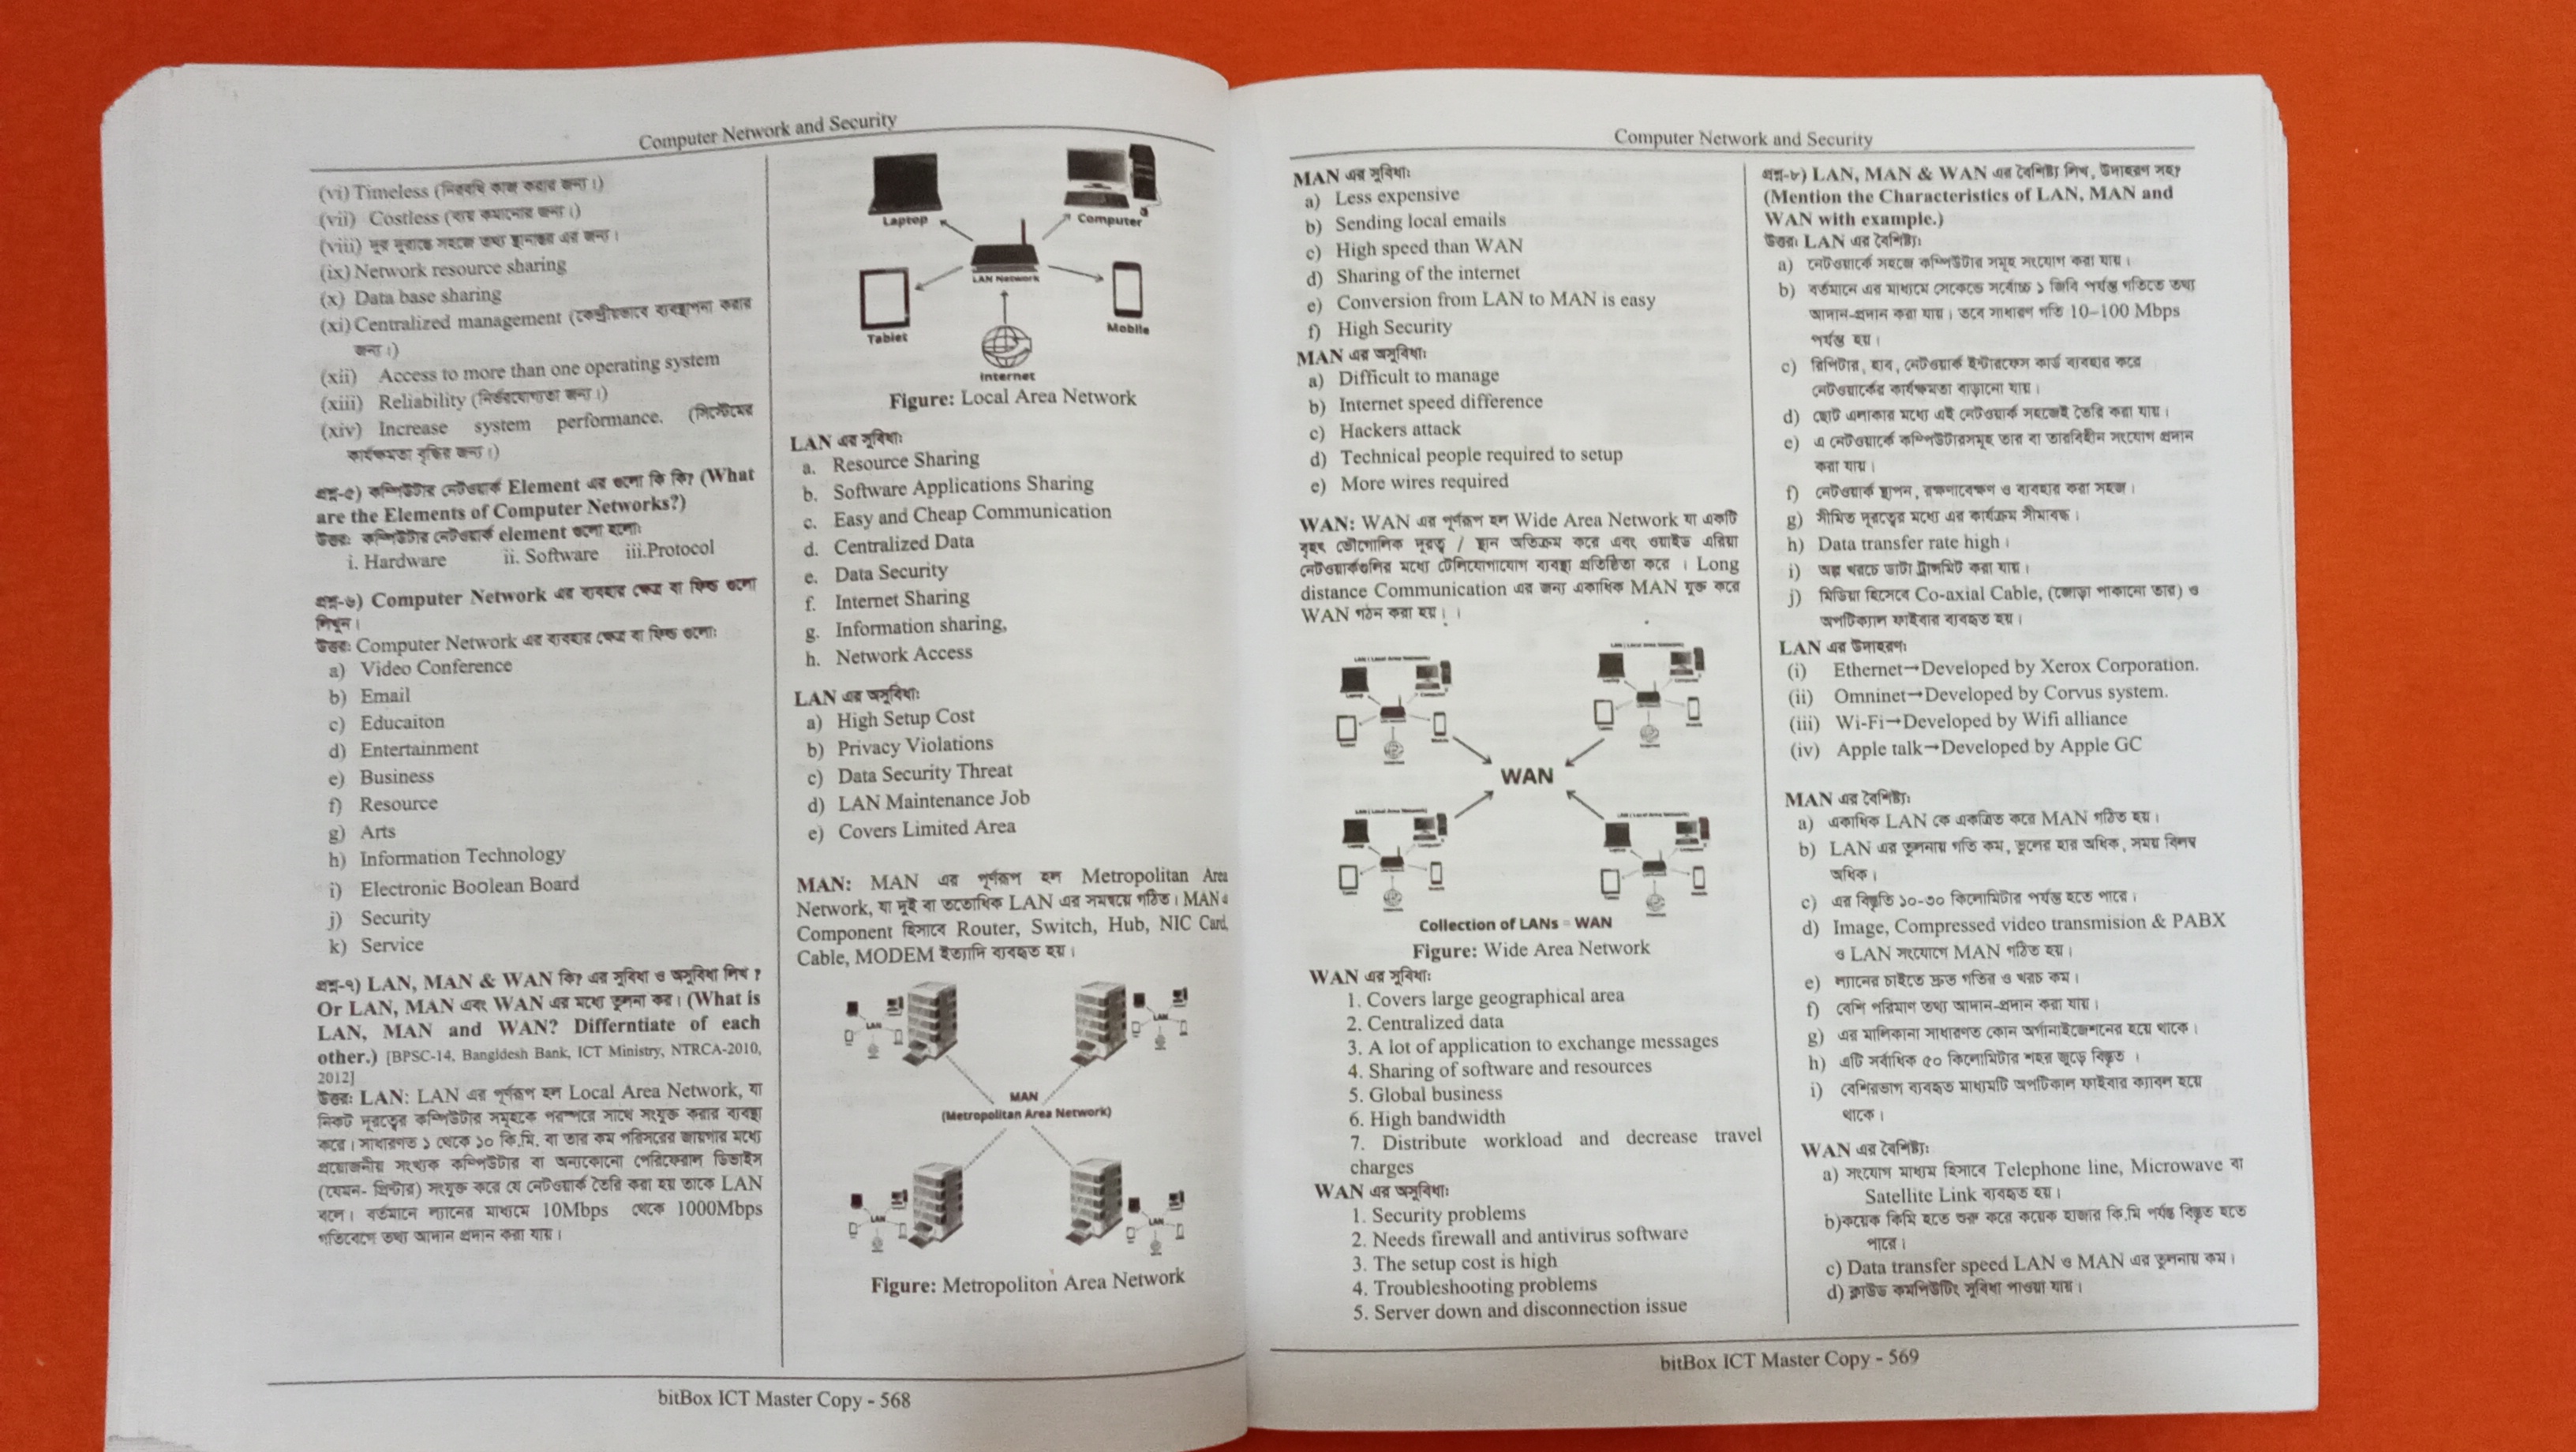 Computer Network and Security
(vi) Timeless (নিরবধি কাজ করার জন্য।)
(vii) Costless (ব্যয় কমানোর জন্য।)
(viii) দূর দূরান্তে সহজে তথ্য স্থানান্তর এর জন্য।
(ix) Network resource sharing
(x) Data base sharing
(xi) Centralized management (কেন্দ্রীয়ভাবে ব্যবস্থাপনা করার
জন্য।)
(xii) Access to more than one operating system
(xiii) Reliability (নির্ভরযোগ্যতা জন্য।)
(xiv) Increase system performance. (সিস্টেমের
কার্যক্ষমতা বৃদ্ধির জন্য।)
প্রশ্ন-৫) কম্পিউটার নেটওয়ার্ক Element এর গুলো কি কি? (What
are the Elements of Computer Networks?)
উত্তর: কম্পিউটার নেটওয়ার্ক element গুলো হলো:
i. Hardware ii. Software iii.Protocol
প্রশ্ন-৬) Computer Network এর ব্যবহার ক্ষেত্র বা ফিল্ড গুলো
লিখুন।
উত্তর: Computer Network এর ব্যবহার ক্ষেত্র বা ফিল্ড গুলো:
a) Video Conference
b) Email
c) Educaiton
d) Entertainment
e) Business
f) Resource
g) Arts
h) Information Technology
i) Electronic Boolean Board
j) Security
k) Service
প্রশ্ন-৭) LAN, MAN & WAN কি? এর সুবিধা ও অসুবিধা লিখ ?
Or LAN, MAN এবং WAN এর মধ্যে তুলনা কর। (What is
LAN, MAN and WAN? Differntiate of each
other.) [BPSC-14, Bangldesh Bank, ICT Ministry, NTRCA-2010,
2012]
উত্তর: LAN: LAN এর পূর্ণরূপ হল Local Area Network, যা
নিকট দূরত্বের কম্পিউটার সমূহকে পরস্পরে সাথে সংযুক্ত করার ব্যবস্থা
করে। সাধারণত ১ থেকে ১০ কি.মি. বা তার কম পরিসরের জায়গার মধ্যে
প্রয়োজনীয় সংখ্যক কম্পিউটার বা অন্যকোনো পেরিফেরাল ডিভাইস
(যেমন- প্রিন্টার) সংযুক্ত করে যে নেটওয়ার্ক তৈরি করা হয় তাকে LAN
বলে। বর্তমানে ল্যানের মাধ্যমে 10Mbps থেকে 1000Mbps
গতিবেগে তথ্য আদান প্রদান করা যায়।
Laptop
Computer
LAN Network
Tablet
Mobile
Internet
Figure: Local Area Network
LAN এর সুবিধা:
a. Resource Sharing
b. Software Applications Sharing
c. Easy and Cheap Communication
d. Centralized Data
e. Data Security
f. Internet Sharing
g. Information sharing,
h. Network Access
LAN এর অসুবিধা:
a) High Setup Cost
b) Privacy Violations
c) Data Security Threat
d) LAN Maintenance Job
e) Covers Limited Area
MAN: MAN এর পূর্ণরূপ হল Metropolitan Area
Network, যা দুই বা ততোধিক LAN এর সমন্বয়ে গঠিত। MAN এ
Component হিসাবে Router, Switch, Hub, NIC Card,
Cable, MODEM ইত্যাদি ব্যবহৃত হয়।
LAN
LAN
MAN
(Metropolitan Area Network)
LAN
LAN
Figure: Metropoliton Area Network
bitBox ICT Master Copy - 568
Computer Network and Security
MAN এর সুবিধা:
a) Less expensive
b) Sending local emails
c) High speed than WAN
d) Sharing of the internet
e) Conversion from LAN to MAN is easy
f) High Security
MAN এর অসুবিধা:
a) Difficult to manage
b) Internet speed difference
c) Hackers attack
d) Technical people required to setup
e) More wires required
WAN: WAN এর পূর্ণরূপ হল Wide Area Network যা একটি
বৃহৎ ভৌগোলিক দূরত্ব / স্থান অতিক্রম করে এবং ওয়াইড এরিয়া
নেটওয়ার্কগুলির মধ্যে টেলিযোগাযোগ ব্যবস্থা প্রতিষ্ঠিতা করে । Long
distance Communication এর জন্য একাধিক MAN যুক্ত করে
WAN গঠন করা হয়। ।
WAN
Collection of LANs = WAN
Figure: Wide Area Network
WAN এর সুবিধা:
1. Covers large geographical area
2. Centralized data
3. A lot of application to exchange messages
4. Sharing of software and resources
5. Global business
6. High bandwidth
7. Distribute workload and decrease travel
charges
WAN এর অসুবিধা:
1. Security problems
2. Needs firewall and antivirus software
3. The setup cost is high
4. Troubleshooting problems
5. Server down and disconnection issue
প্রশ্ন-৮) LAN, MAN & WAN এর বৈশিষ্ট্য লিখ, উদাহরণ সহ?
(Mention the Characteristics of LAN, MAN and
WAN with example.)
উত্তর: LAN এর বৈশিষ্ট্য:
a) নেটওয়ার্কে সহজে কম্পিউটার সমূহ সংযোগ করা যায়।
b) বর্তমানে এর মাধ্যমে সেকেন্ডে সর্বোচ্চ ১ জিবি পর্যন্ত গতিতে তথ্য
আদান-প্রদান করা যায়। তবে সাধারণ গতি 10–100 Mbps
পর্যন্ত হয়।
c) রিপিটার, হাব, নেটওয়ার্ক ইন্টারফেস কার্ড ব্যবহার করে
নেটওয়ার্কের কার্যক্ষমতা বাড়ানো যায়।
d) ছোট এলাকার মধ্যে এই নেটওয়ার্ক সহজেই তৈরি করা যায়।
e) এ নেটওয়ার্কে কম্পিউটারসমূহ তার বা তারবিহীন সংযোগ প্রদান
করা যায়।
f) নেটওয়ার্ক স্থাপন, রক্ষণাবেক্ষণ ও ব্যবহার করা সহজ।
g) সীমিত দূরত্বের মধ্যে এর কার্যক্রম সীমাবদ্ধ।
h) Data transfer rate high।
i) অল্প খরচে ডাটা ট্রান্সমিট করা যায়।
j) মিডিয়া হিসেবে Co-axial Cable, (জোড়া পাকানো তার) ও
অপটিক্যাল ফাইবার ব্যবহৃত হয়।
LAN এর উদাহরণ:
(i) Ethernet→Developed by Xerox Corporation.
(ii) Omninet→Developed by Corvus system.
(iii) Wi-Fi→Developed by Wifi alliance
(iv) Apple talk→Developed by Apple GC
MAN এর বৈশিষ্ট্য:
a) একাধিক LAN কে একত্রিত করে MAN গঠিত হয়।
b) LAN এর তুলনায় গতি কম, ভুলের হার অধিক, সময় বিলম্ব
অধিক।
c) এর বিস্তৃতি ১০-৩০ কিলোমিটার পর্যন্ত হতে পারে।
d) Image, Compressed video transmision & PABX
ও LAN সংযোগে MAN গঠিত হয়।
e) ল্যানের চাইতে দ্রুত গতির ও খরচ কম।
f) বেশি পরিমাণ তথ্য আদান-প্রদান করা যায়।
g) এর মালিকানা সাধারণত কোন অর্গানাইজেশনের হয়ে থাকে।
h) এটি সর্বাধিক ৫০ কিলোমিটার শহর জুড়ে বিস্তৃত ।
i) বেশিরভাগ ব্যবহৃত মাধ্যমটি অপটিকাল ফাইবার ক্যাবল হয়ে
থাকে।
WAN এর বৈশিষ্ট্য:
a) সংযোগ মাধ্যম হিসাবে Telephone line, Microwave বা
Satellite Link ব্যবহৃত হয়।
b)কয়েক কিমি হতে শুরু করে কয়েক হাজার কি.মি পর্যন্ত বিস্তৃত হতে
পারে।
c) Data transfer speed LAN ও MAN এর তুলনায় কম।
d) ক্লাউড কমপিউটিং সুবিধা পাওয়া যায়।
bitBox ICT Master Copy - 569